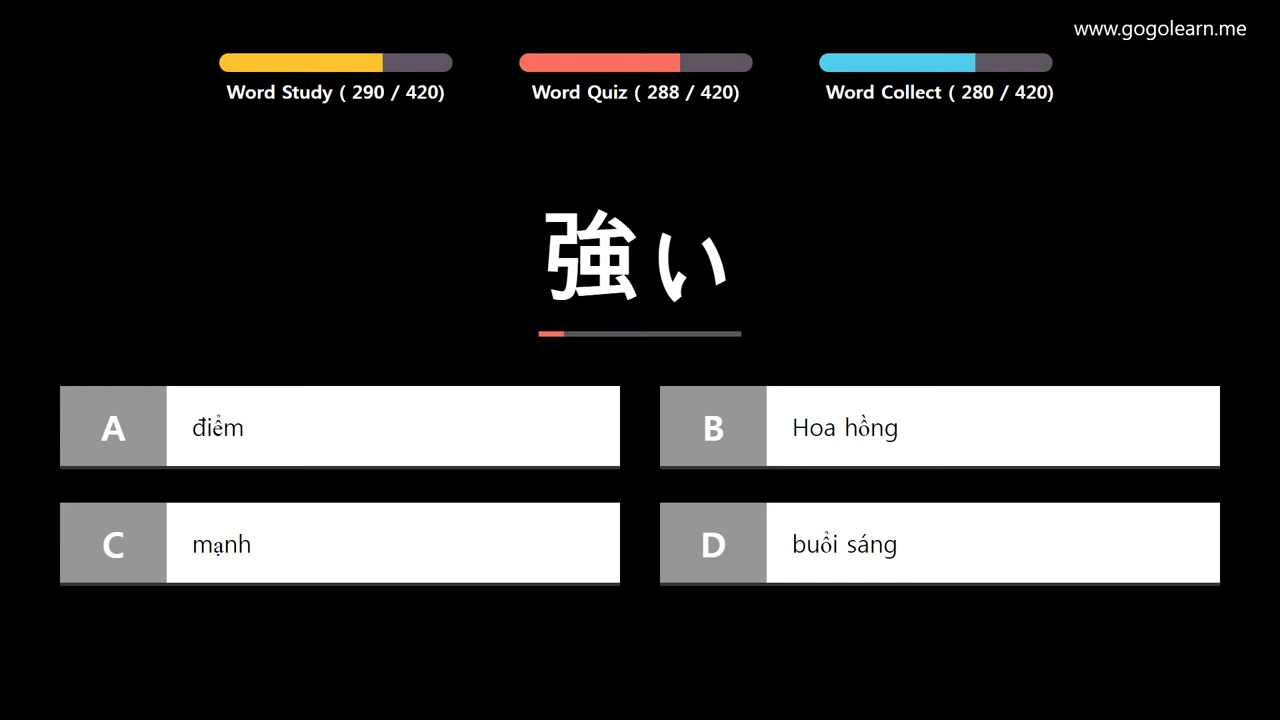 www.gogolearn.me
Word Study ( 290 / 420)
Word Quiz ( 288 / 420)
Word Collect ( 280 / 420)
強い
A điểm
B Hoa hồng
C mạnh
D buổi sáng